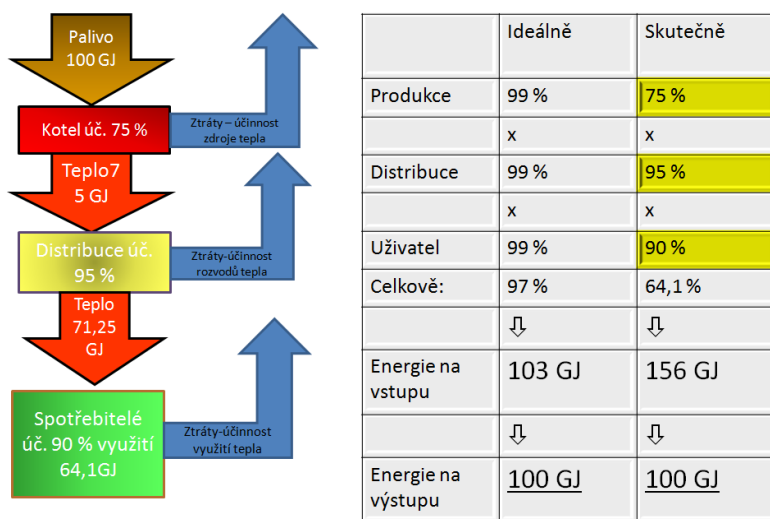 Palivo
100 GJ
Kotel úč. 75 %
Ztráty – účinnost
zdroje tepla
Teplo7
5 GJ
Distribuce úč.
95 %
Ztráty-účinnost
rozvodů tepla
Teplo
71,25
GJ
Spotřebitelé
úč. 90 % využití
64,1GJ
Ztráty-účinnost
využití tepla
Ideálně Skutečně
Produkce 99 % 75 %
x x
Distribuce 99 % 95 %
x x
Uživatel 99 % 90 %
Celkově: 97 % 64,1 %
⇩ ⇩
Energie na
vstupu 103 GJ 156 GJ
⇩ ⇩
Energie na
výstupu 100 GJ 100 GJ